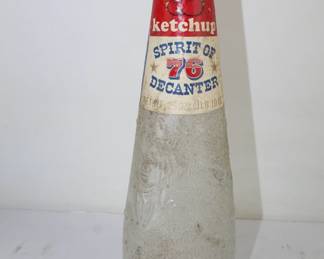 ketchup
SPIRIT OF
76
DECANTER